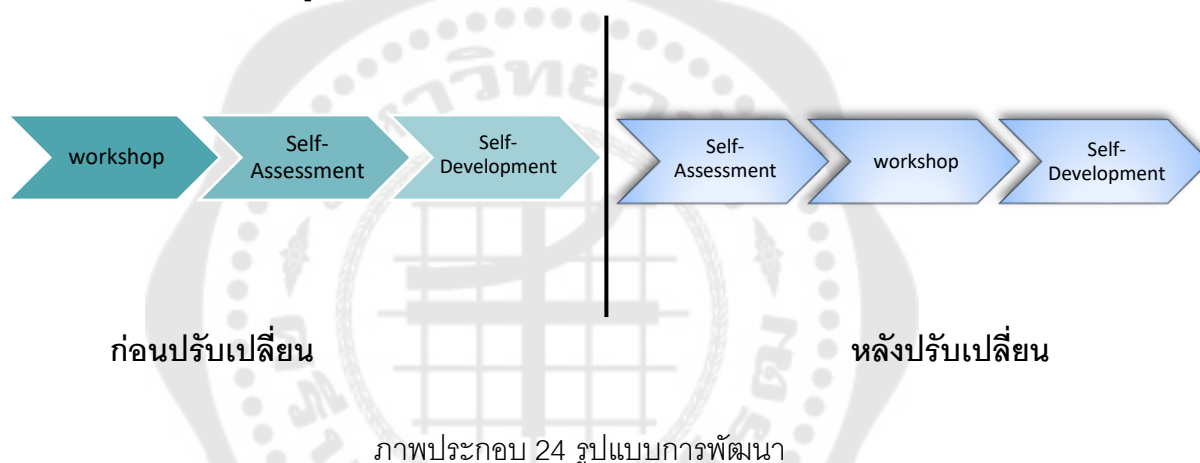 workshop
Self-
Assessment
Self-
Development
Self-
Assessment
workshop
Self-
Development
ก่อนปรับเปลี่ยน
หลังปรับเปลี่ยน
ภาพประกอบ 24 รูปแบบการพัฒนา